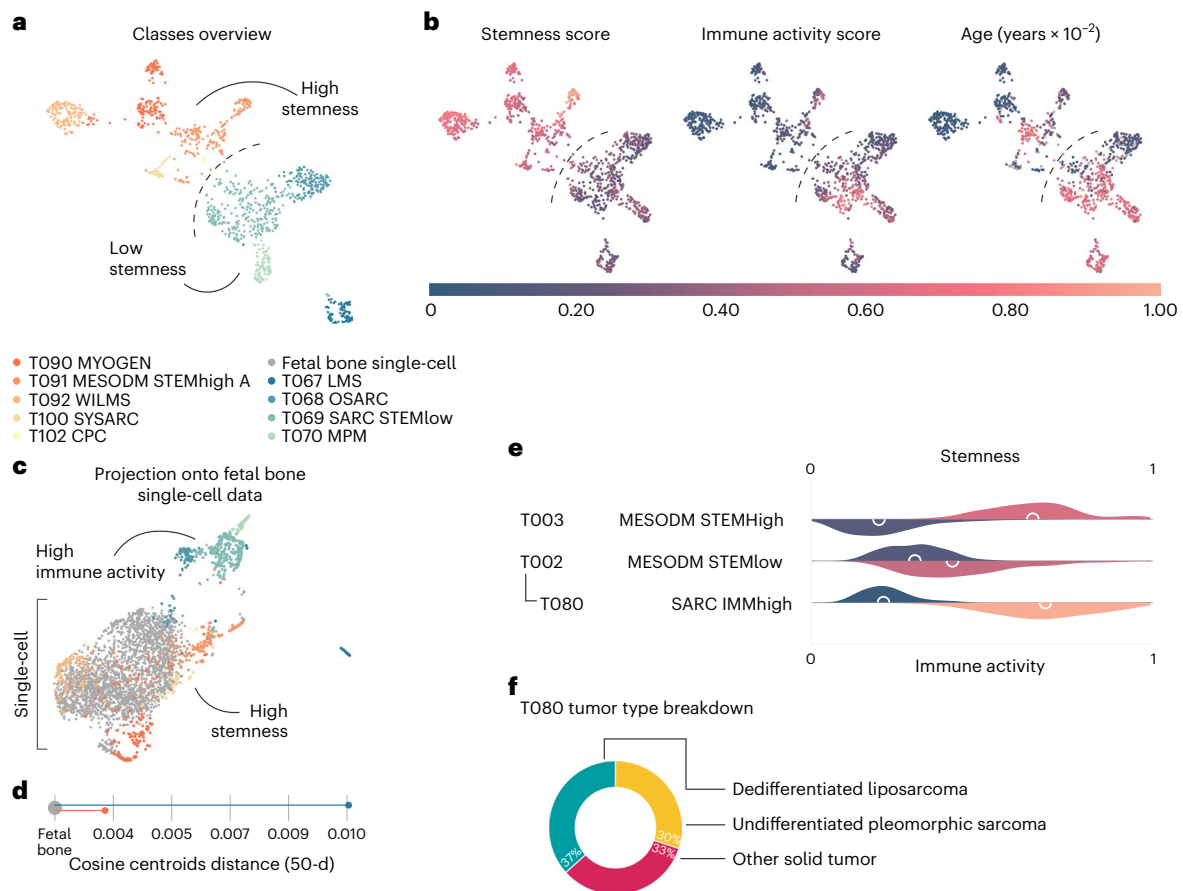 a
Classes overview
High
stemness
Low
stemness
b
Stemness score
Immune activity score
Age (years × 10⁻²)
0
0.20
0.40
0.60
0.80
1.00
T090 MYOGEN
T091 MESODM STEMhigh A
T092 WILMS
T100 SYSARC
T102 CPC
Fetal bone single-cell
T067 LMS
T068 OSARC
T069 SARC STEMlow
T070 MPM
c
Projection onto fetal bone
single-cell data
High
immune activity
Single-cell
High
stemness
d
Fetal
bone
0.004
0.005
0.007
0.009
0.010
Cosine centroids distance (50-d)
e
Stemness
0
1
T003 MESODM STEMHigh
T002 MESODM STEMlow
T080 SARC IMMhigh
0
1
Immune activity
f
T080 tumor type breakdown
Dedifferentiated liposarcoma
Undifferentiated pleomorphic sarcoma
Other solid tumor
30%
33%
37%